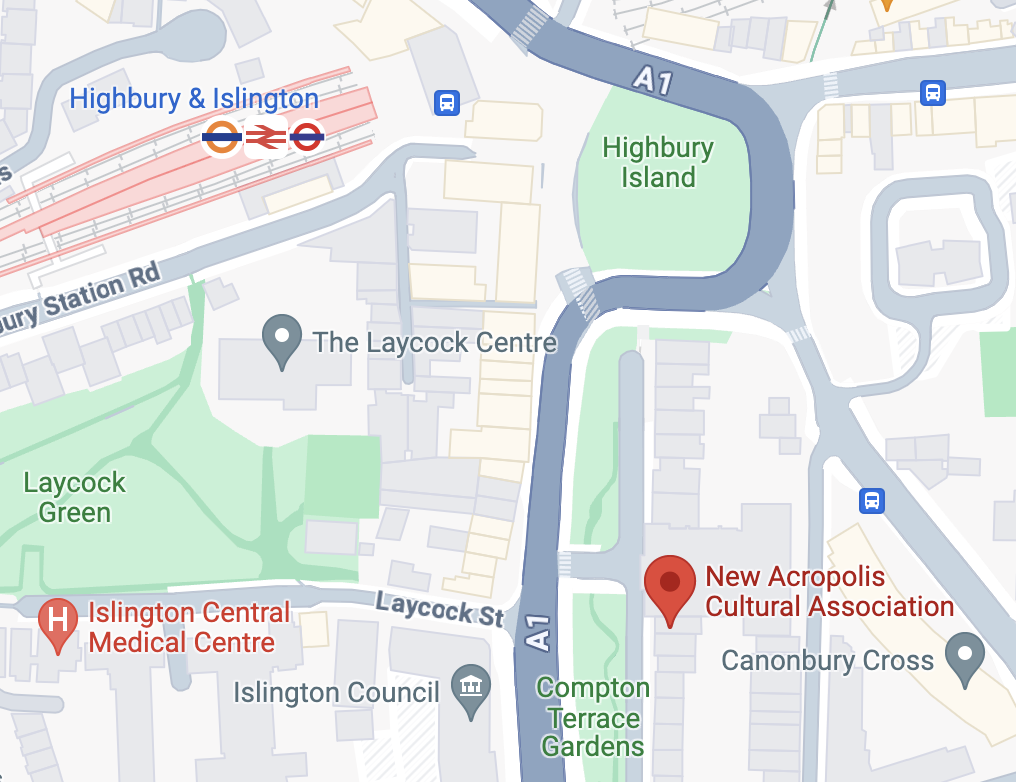 A1
Highbury & Islington
Highbury
Island
bury Station Rd
The Laycock Centre
Laycock
Green
New Acropolis
Cultural Association
H
Islington Central
Medical Centre
Laycock St
A1
Canonbury Cross
Islington Council
Compton
Terrace
Gardens